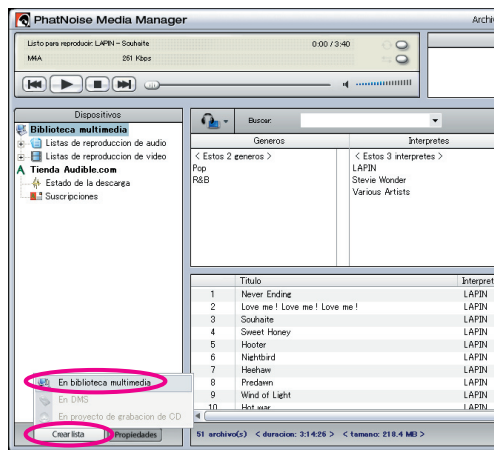 PhatNoise Media Manager
Archi
Listo para reproducir: LAPIN - Souhaite 0:00 / 3:40
M4A 261 Kbps
Dispositivos
Biblioteca multimedia
Listas de reproduccion de audio
Listas de reproduccion de video
Tienda Audible.com
Estado de la descarga
Suscripciones
Buscar:
Generos Interpretes
< Estos 2 generos > < Estos 3 interpretes >
Pop LAPIN
R&B Stevie Wonder
Various Artists
Titulo Interpret
1 Never Ending LAPIN
2 Love me! Love me! Love me! LAPIN
3 Souhaite LAPIN
4 Sweet Honey LAPIN
5 Hooter LAPIN
6 Nightbird LAPIN
7 Heehaw LAPIN
8 Predawn LAPIN
9 Wind of Light LAPIN
10 Hot war LAPIN
En biblioteca multimedia
En DMS
En proyecto de grabacion de CD
Crear lista Propiedades
51 archivo(s) < duracion: 3:14:26 > < tamano: 218.4 MB >